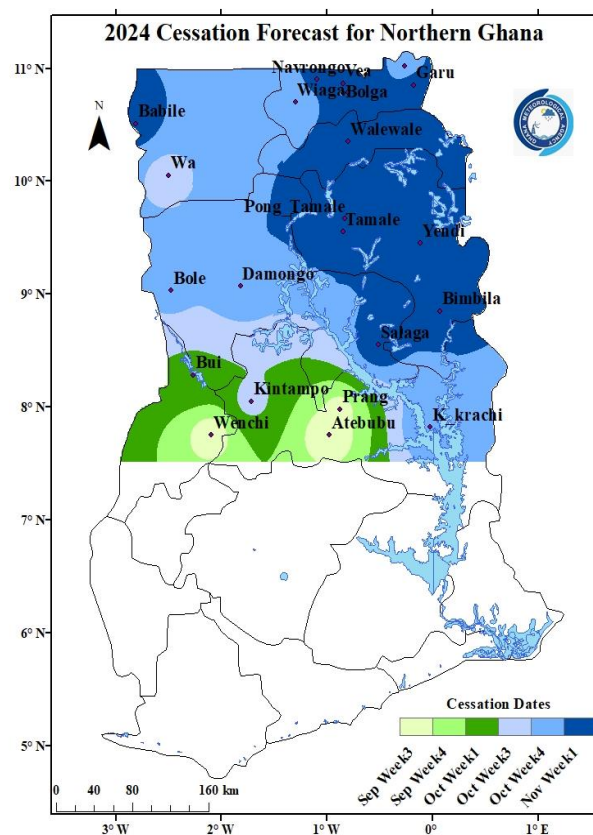 2024 Cessation Forecast for Northern Ghana
11° N
10° N
9° N
8° N
7° N
6° N
5° N
N
Navrongo
Vea
Garu
Wiaga
Bolga
Babile
Walewale
Wa
Pong_Tamale
Tamale
Yendi
Bole
Damongo
Bimbila
Salaga
Bui
Kintampo
Prang
Wenchi
Atebubu
K_krachi
GHANA METEOROLOGICAL AGENCY
Cessation Dates
Sep Week3
Sep Week4
Oct Week1
Oct Week3
Oct Week4
Nov Week1
0 40 80 160 km
3° W 2° W 1° W 0° 1° E